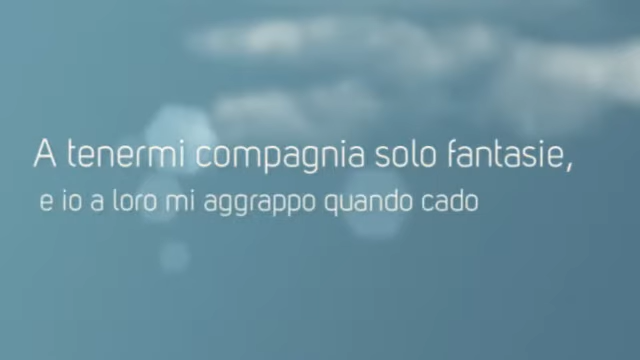 A tenermi compagnia solo fantasie,
e io a loro mi aggrappo quando cado